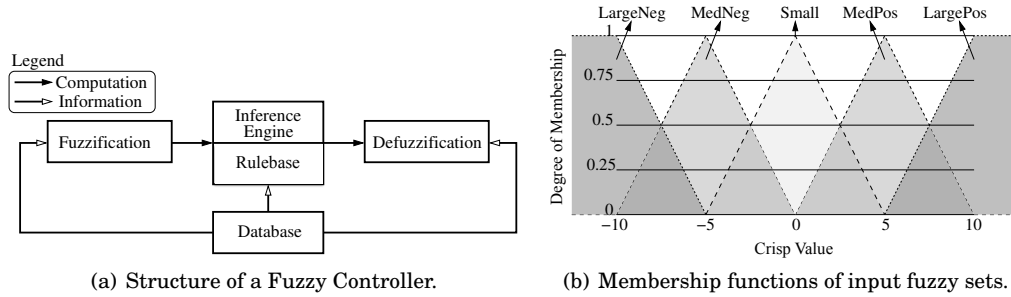 Legend
Computation
Information
Fuzzification
Inference
Engine
Rulebase
Defuzzification
Database
(a) Structure of a Fuzzy Controller.
LargeNeg MedNeg Small MedPos LargePos
Degree of Membership
1
0.75
0.5
0.25
0
−10 −5 0 5 10
Crisp Value
(b) Membership functions of input fuzzy sets.